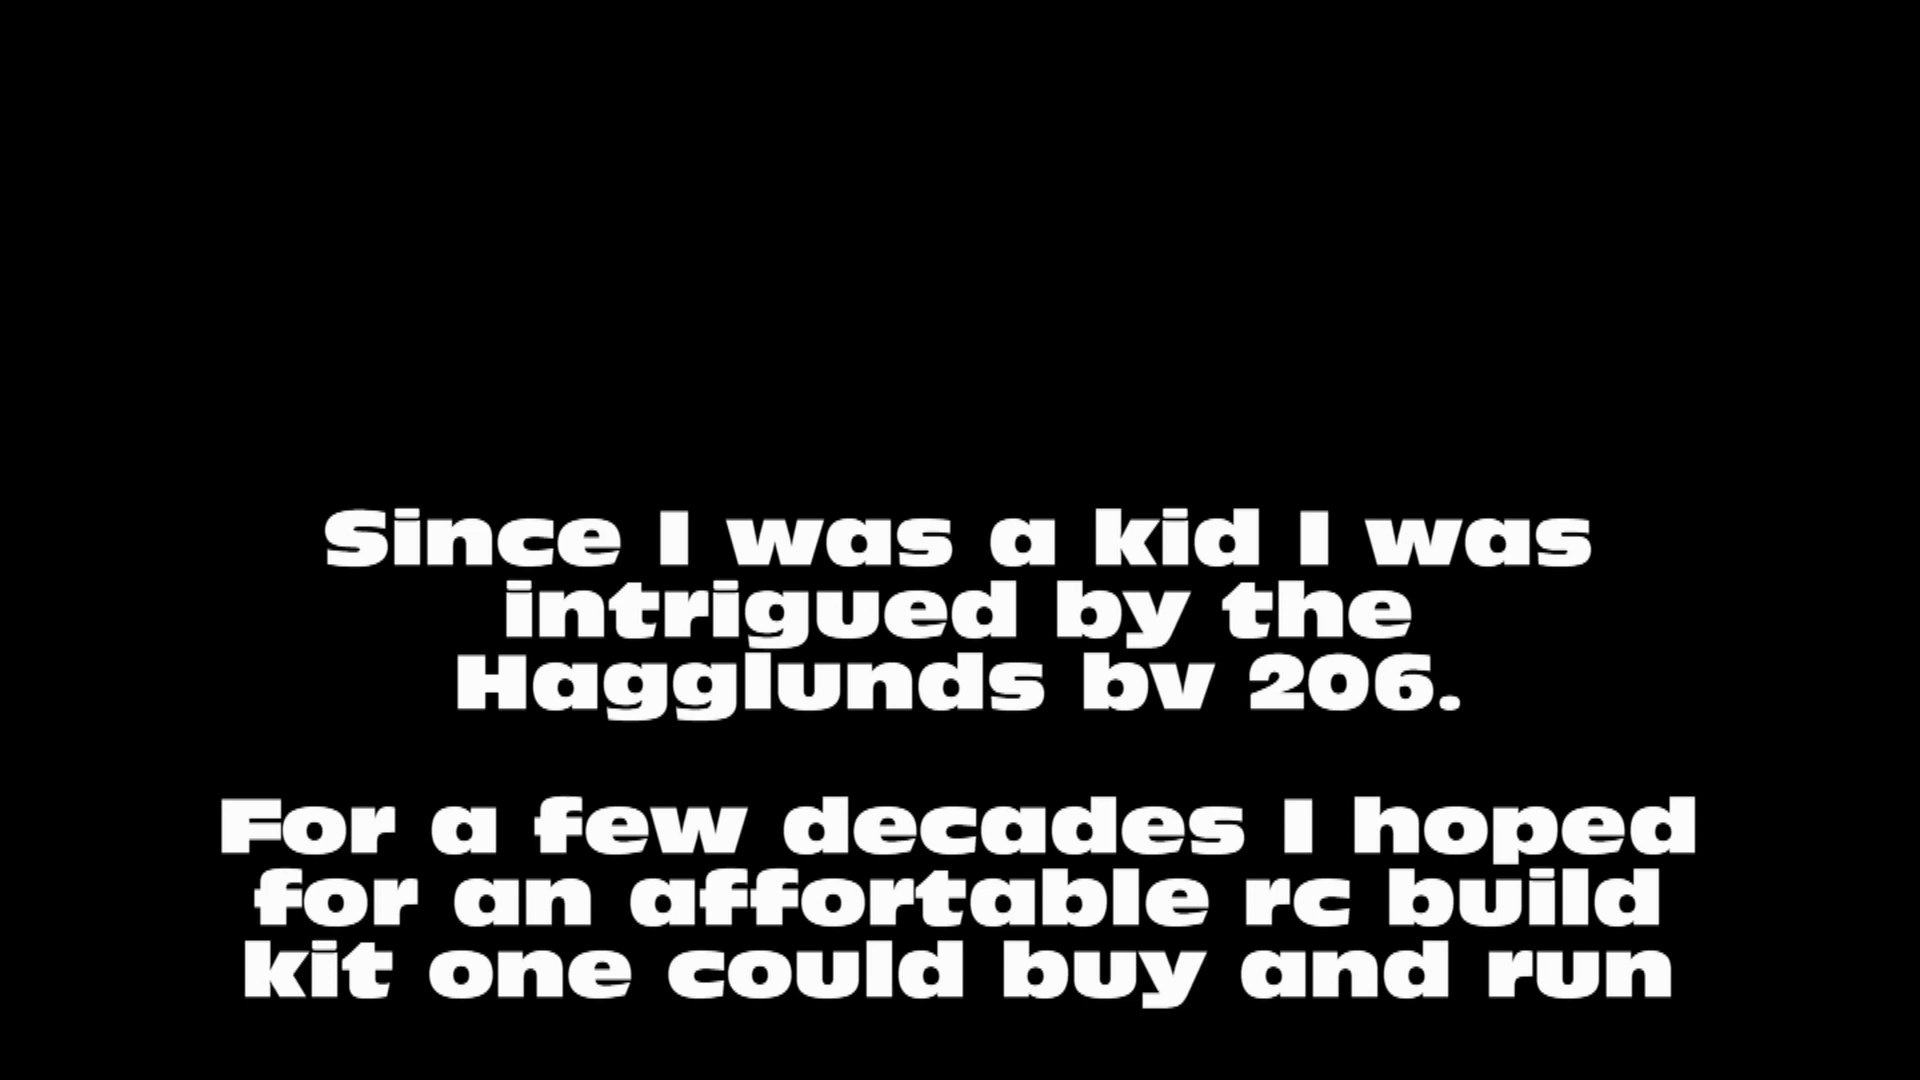 Since I was a kid I was
intrigued by the
Hagglunds bv 206.
For a few decades I hoped
for an affortable rc build
kit one could buy and run